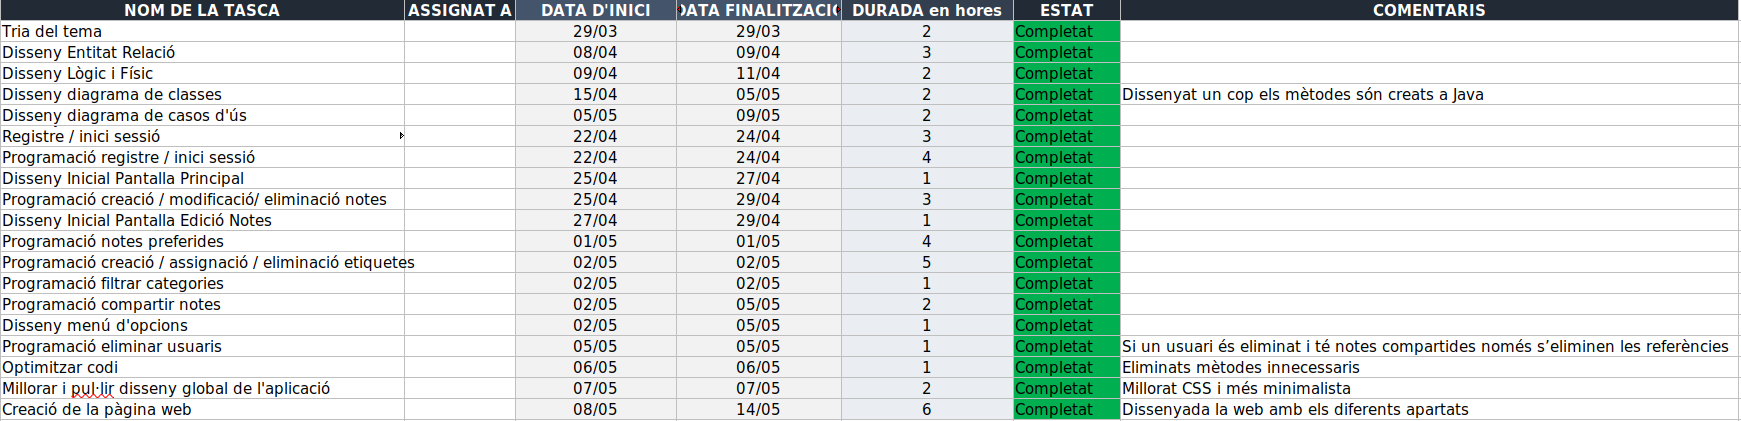 NOM DE LA TASCA ASSIGNAT A DATA D'INICI DATA FINALITZACIÓ DURADA en hores ESTAT COMENTARIS
Tria del tema 29/03 29/03 2 Completat
Disseny Entitat Relació 08/04 09/04 3 Completat
Disseny Lògic i Físic 09/04 11/04 2 Completat
Disseny diagrama de classes 15/04 05/05 2 Completat Dissenyat un cop els mètodes són creats a Java
Disseny diagrama de casos d'ús 05/05 09/05 2 Completat
Registre / inici sessió 22/04 24/04 3 Completat
Programació registre / inici sessió 22/04 24/04 4 Completat
Disseny Inicial Pantalla Principal 25/04 27/04 1 Completat
Programació creació / modificació/ eliminació notes 25/04 29/04 3 Completat
Disseny Inicial Pantalla Edició Notes 27/04 29/04 1 Completat
Programació notes preferides 01/05 01/05 4 Completat
Programació creació / assignació / eliminació etiquetes 02/05 02/05 5 Completat
Programació filtrar categories 02/05 02/05 1 Completat
Programació compartir notes 02/05 05/05 2 Completat
Disseny menú d'opcions 02/05 05/05 1 Completat
Programació eliminar usuaris 05/05 05/05 1 Completat Si un usuari és eliminat i té notes compartides només s’eliminen les referències
Optimitzar codi 06/05 06/05 1 Completat Eliminats mètodes innecessaris
Millorar i pul·lir disseny global de l'aplicació 07/05 07/05 2 Completat Millorat CSS i més minimalista
Creació de la pàgina web 08/05 14/05 6 Completat Dissenyada la web amb els diferents apartats